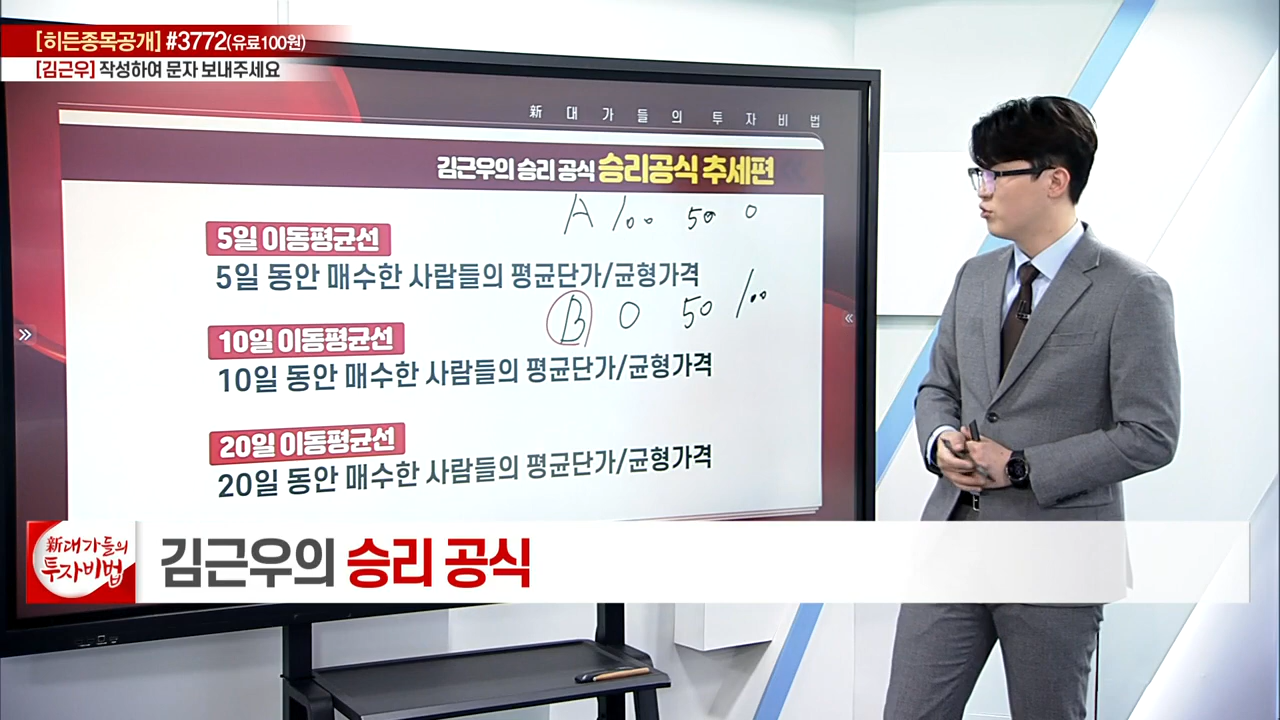 [히든종목공개] #3772(유료100원)
[김근우] 작성하여 문자 보내주세요
新 대가들의 투자비법
김근우의 승리 공식 승리공식 추세편
A 100 50 0
5일 이동평균선
5일 동안 매수한 사람들의 평균단가/균형가격
B 0 50 100
10일 이동평균선
10일 동안 매수한 사람들의 평균단가/균형가격
20일 이동평균선
20일 동안 매수한 사람들의 평균단가/균형가격
新대가들의
투자비법
김근우의 승리 공식